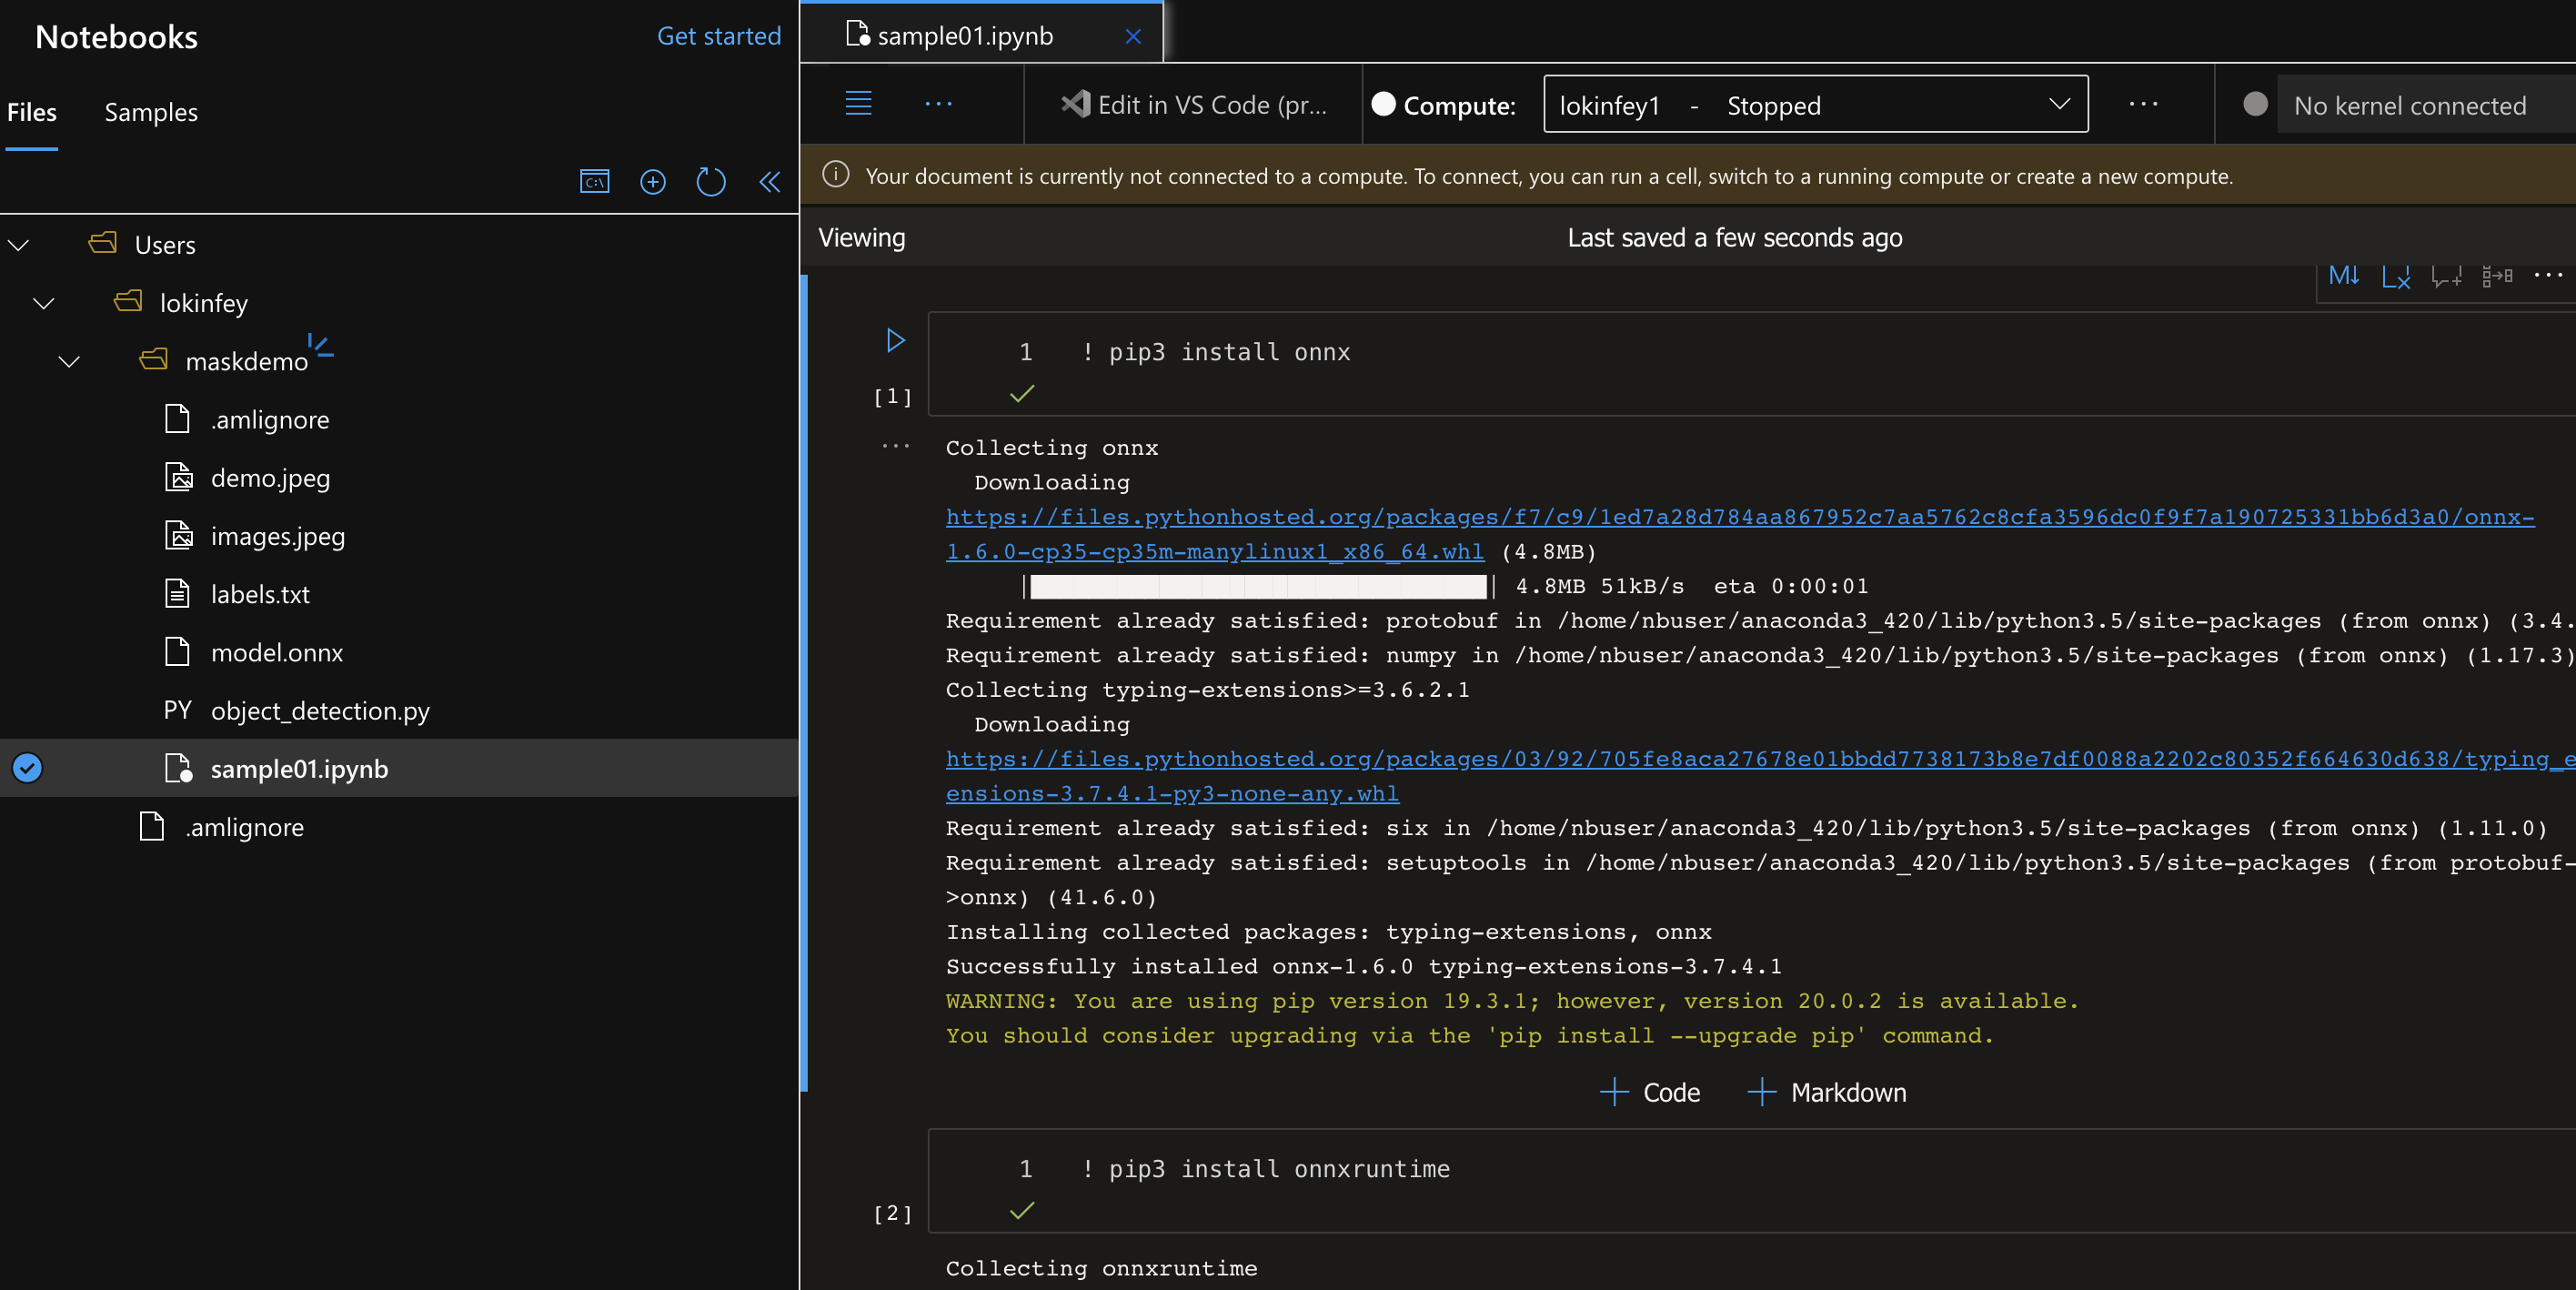 Notebooks
Get started
Files
Samples
Users
lokinfey
maskdemo
.amlignore
demo.jpeg
images.jpeg
labels.txt
model.onnx
PY object_detection.py
sample01.ipynb
.amlignore
sample01.ipynb
Edit in VS Code (pr...
Compute:
lokinfey1 - Stopped
No kernel connected
Your document is currently not connected to a compute. To connect, you can run a cell, switch to a running compute or create a new compute.
Viewing
Last saved a few seconds ago
M↓
1 ! pip3 install onnx
[1]
Collecting onnx
Downloading
https://files.pythonhosted.org/packages/f7/c9/1ed7a28d784aa867952c7aa5762c8cfa3596dc0f9f7a190725331bb6d3a0/onnx-
1.6.0-cp35-cp35m-manylinux1_x86_64.whl (4.8MB)
4.8MB 51kB/s eta 0:00:01
Requirement already satisfied: protobuf in /home/nbuser/anaconda3_420/lib/python3.5/site-packages (from onnx) (3.4.
Requirement already satisfied: numpy in /home/nbuser/anaconda3_420/lib/python3.5/site-packages (from onnx) (1.17.3)
Collecting typing-extensions>=3.6.2.1
Downloading
https://files.pythonhosted.org/packages/03/92/705fe8aca27678e01bbdd7738173b8e7df0088a2202c80352f664630d638/typing_e
ensions-3.7.4.1-py3-none-any.whl
Requirement already satisfied: six in /home/nbuser/anaconda3_420/lib/python3.5/site-packages (from onnx) (1.11.0)
Requirement already satisfied: setuptools in /home/nbuser/anaconda3_420/lib/python3.5/site-packages (from protobuf-
>onnx) (41.6.0)
Installing collected packages: typing-extensions, onnx
Successfully installed onnx-1.6.0 typing-extensions-3.7.4.1
WARNING: You are using pip version 19.3.1; however, version 20.0.2 is available.
You should consider upgrading via the 'pip install --upgrade pip' command.
Code
Markdown
1 ! pip3 install onnxruntime
[2]
Collecting onnxruntime